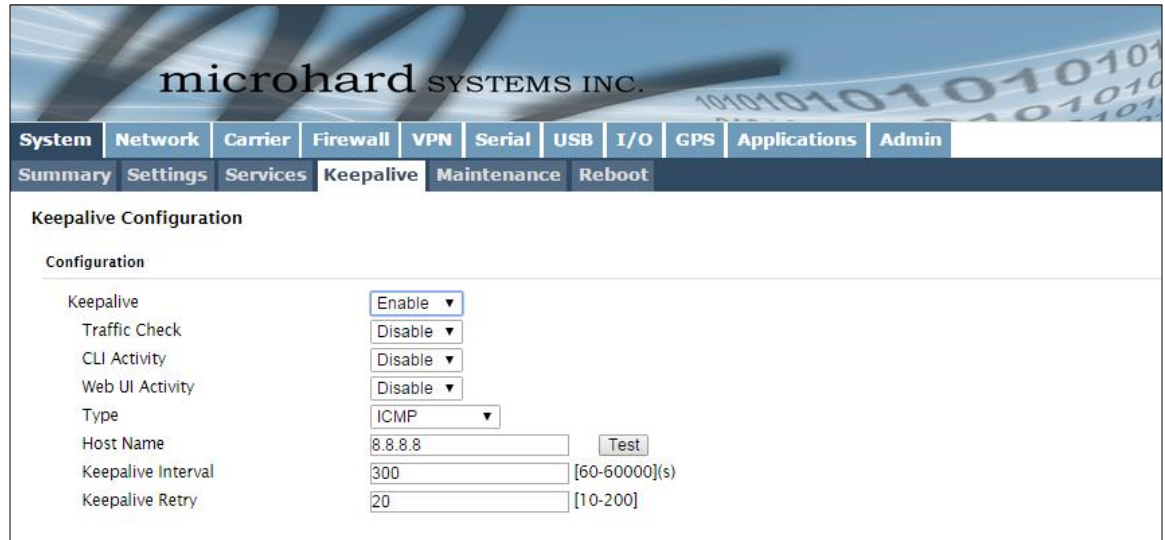 microhard SYSTEMS INC.
System Network Carrier Firewall VPN Serial USB I/O GPS Applications Admin
Summary Settings Services Keepalive Maintenance Reboot
Keepalive Configuration
Configuration
Keepalive Enable
Traffic Check Disable
CLI Activity Disable
Web UI Activity Disable
Type ICMP
Host Name 8.8.8.8 Test
Keepalive Interval 300 [60-60000](s)
Keepalive Retry 20 [10-200]